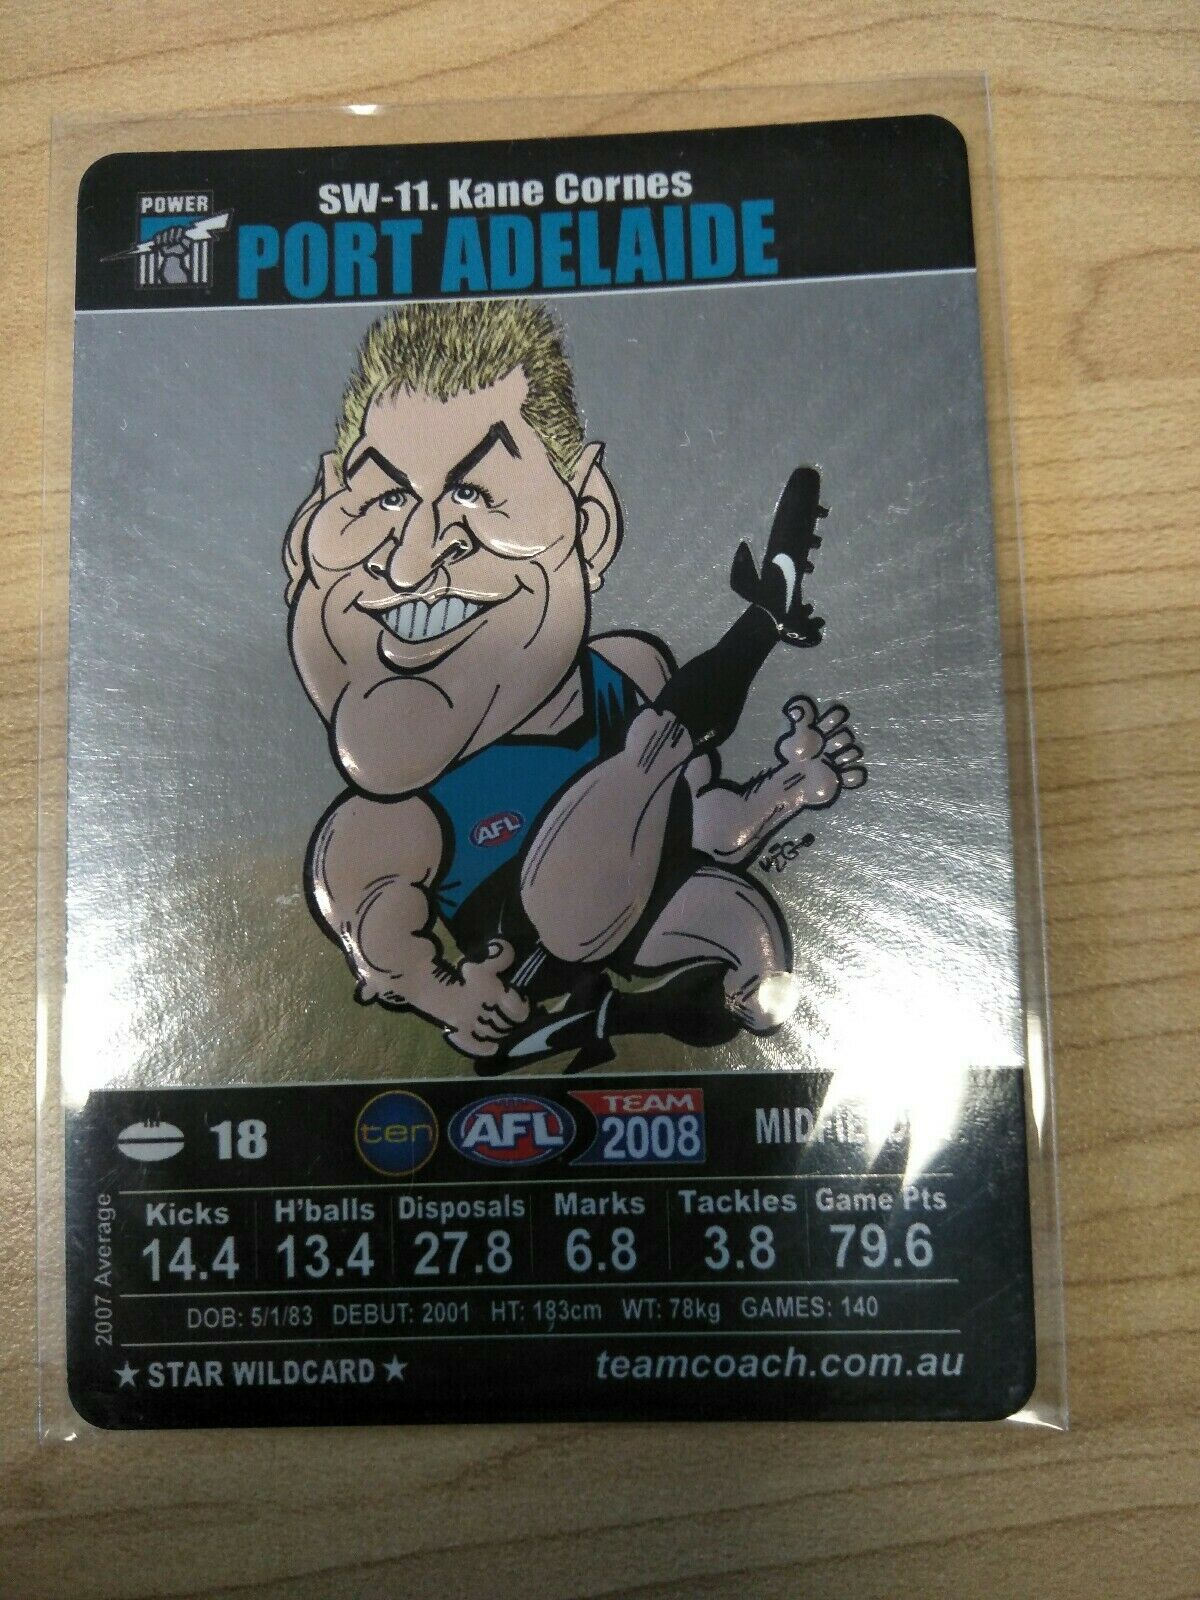 SW-11. Kane Cornes
POWER
PORT ADELAIDE
AFL
18
ten
AFL
TEAM
2008
2007 Average
Kicks H'balls Disposals Marks Tackles Game Pts
14.4 13.4 27.8 6.8 3.8 79.6
DOB: 5/1/83 DEBUT: 2001 HT: 183cm WT: 78kg GAMES: 140
★ STAR WILDCARD ★
teamcoach.com.au